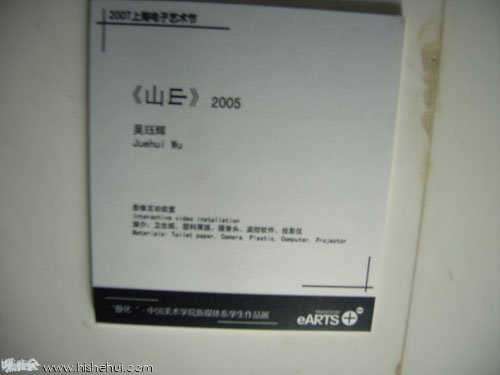 2007上海电子艺术节
《山 》 2005
吴珏辉
Juehui Wu
影像互动装置
interactive video installation
媒介：卫生纸、塑料薄膜、摄像头、监控软件、投影仪
Materials: Toilet paper, Camera, Plastic, Computer, Projector
“叠化”·中国美术学院新媒体系学生作品展
eARTS
www.hishehui.com